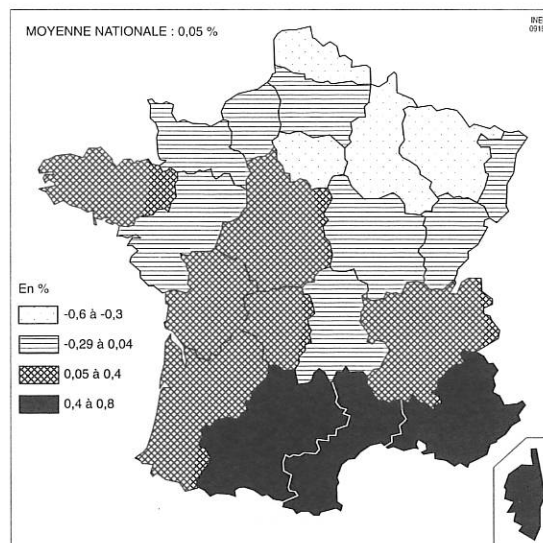 MOYENNE NATIONALE : 0,05 %
INE
En %
-0,6 à -0,3
-0,29 à 0,04
0,05 à 0,4
0,4 à 0,8